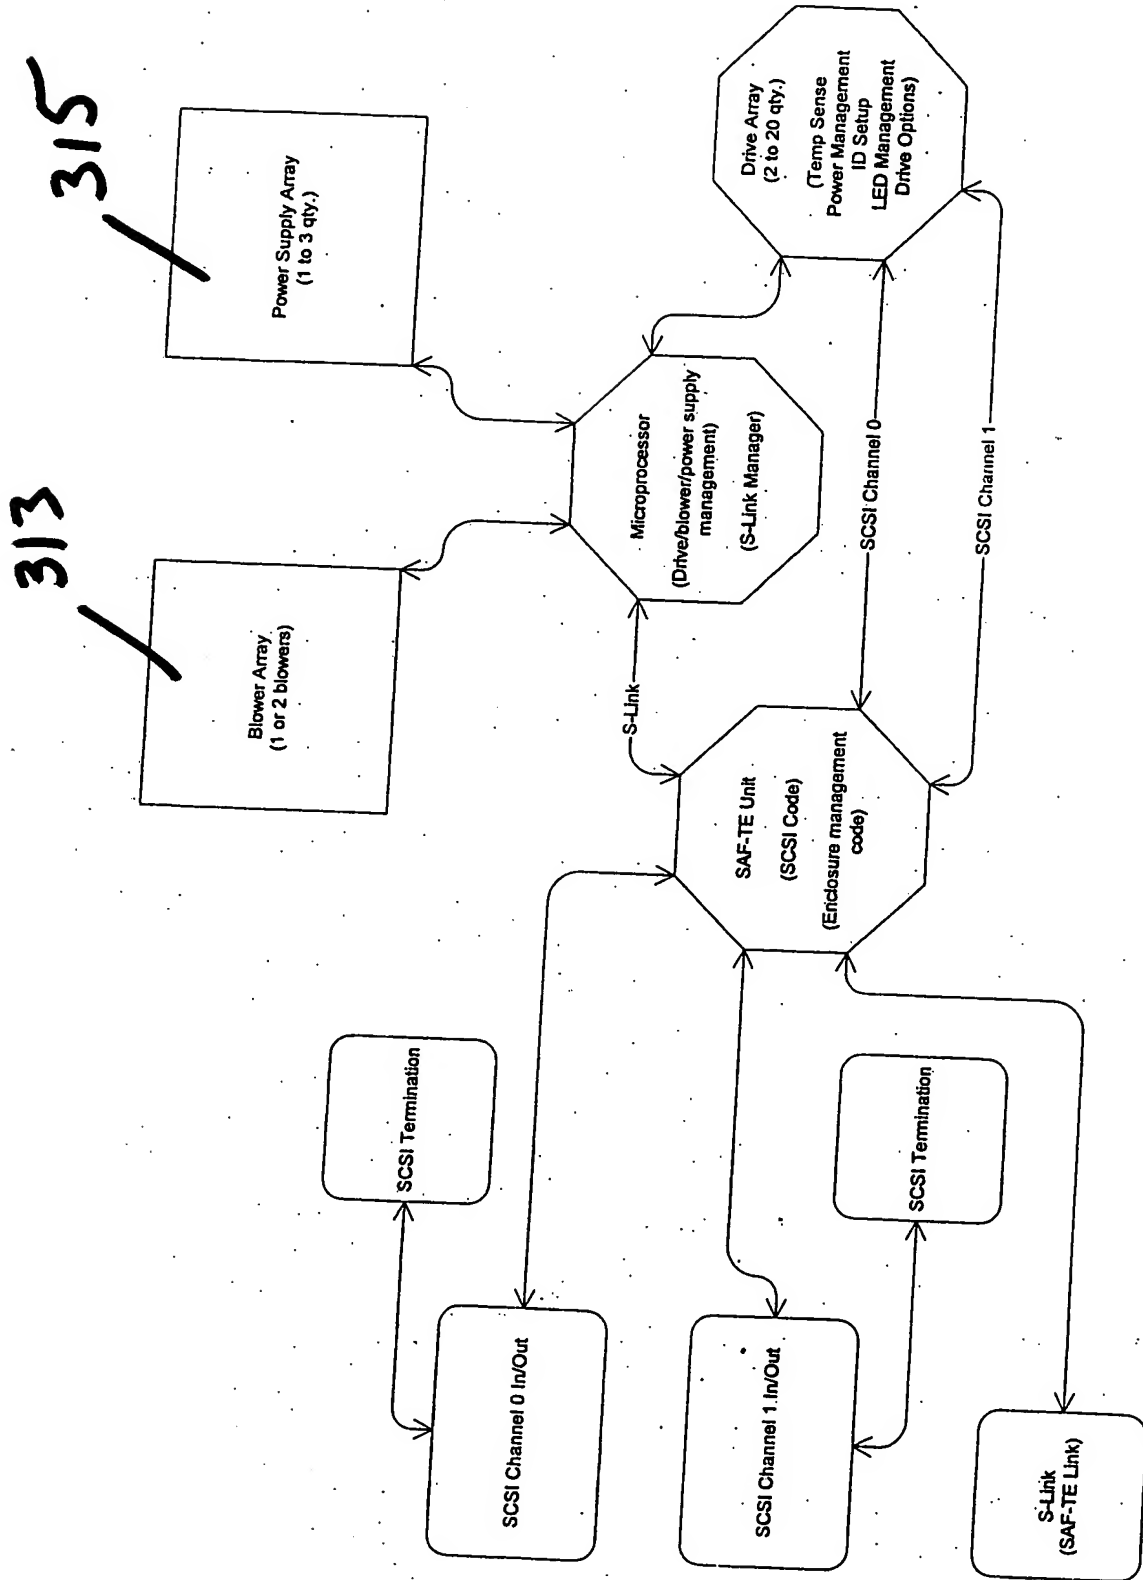 315
Power Supply Array
(1 to 3 qty.)
313
Blower Array
(1 or 2 blowers)
Drive Array
(2 to 20 qty.)
(Temp Sense
Power Management
ID Setup
LED Management
Drive Options)
Microprocessor
(Drive/blower/power supply
management)
(S-Link Manager)
S-Link
SCSI Channel 0
SCSI Channel 1
SAF-TE Unit
(SCSI Code)
(Enclosure management
code)
SCSI Termination
SCSI Channel 0 In/Out
SCSI Termination
SCSI Channel 1 In/Out
S-Link
(SAF-TE Link)